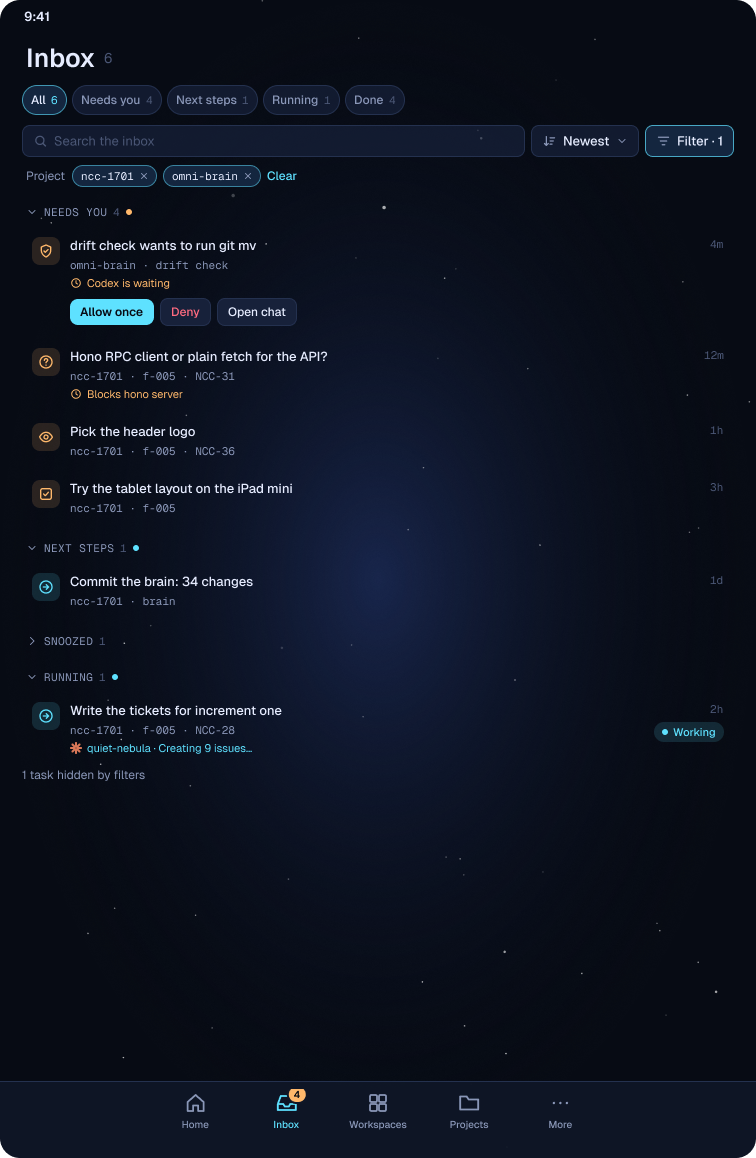 9:41
Inbox 6
All 6 Needs you 4 Next steps 1 Running 1 Done 4
Search the inbox Newest Filter · 1
Project ncc-1701 × omni-brain × Clear
NEEDS YOU 4
drift check wants to run git mv 4m
omni-brain · drift check
Codex is waiting
Allow once Deny Open chat
Hono RPC client or plain fetch for the API? 12m
ncc-1701 · f-005 · NCC-31
Blocks hono server
Pick the header logo 1h
ncc-1701 · f-005 · NCC-36
Try the tablet layout on the iPad mini 3h
ncc-1701 · f-005
NEXT STEPS 1
Commit the brain: 34 changes 1d
ncc-1701 · brain
SNOOZED 1
RUNNING 1
Write the tickets for increment one 2h
ncc-1701 · f-005 · NCC-28 Working
quiet-nebula · Creating 9 issues…
1 task hidden by filters
4
Home Inbox Workspaces Projects More